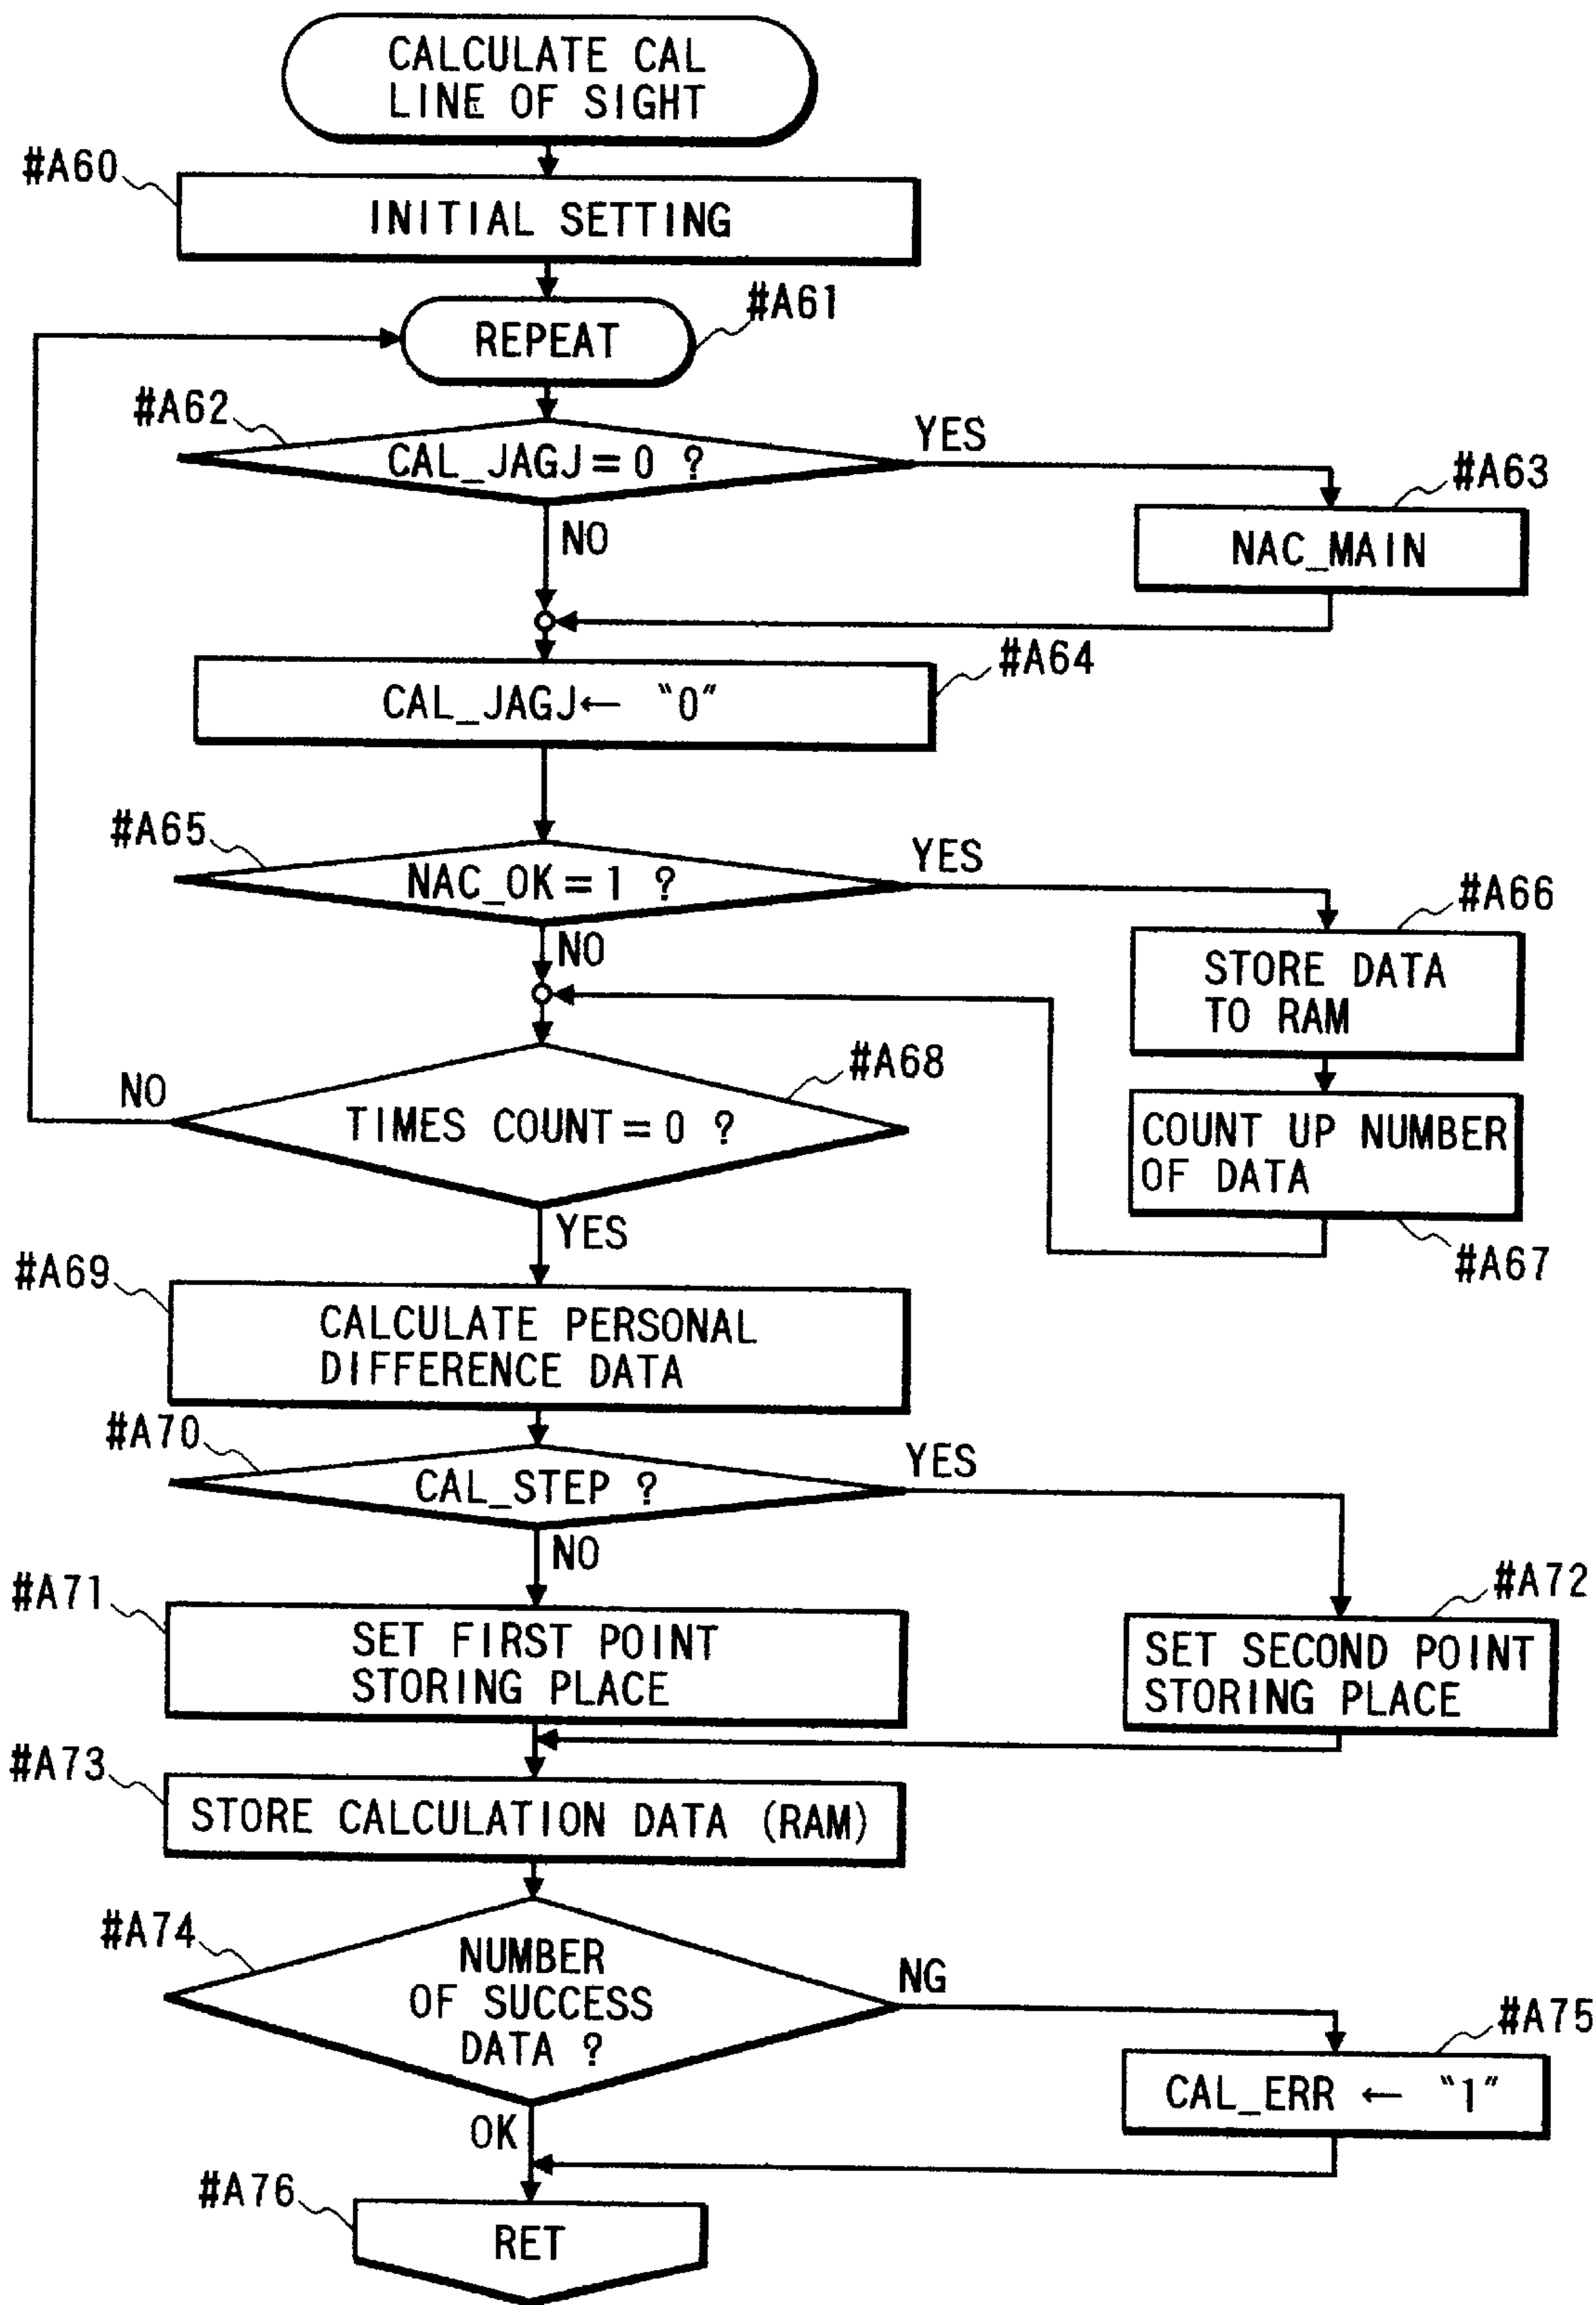 CALCULATE CAL
LINE OF SIGHT
#A60
INITIAL SETTING
#A61
REPEAT
#A62
CAL_JAGJ=0 ?
YES
#A63
NAC_MAIN
NO
#A64
CAL_JAGJ← “0”
#A65
NAC_OK=1 ?
YES
#A66
STORE DATA
TO RAM
NO
#A68
NO
TIMES COUNT=0 ?
COUNT UP NUMBER
OF DATA
#A67
YES
#A69
CALCULATE PERSONAL
DIFFERENCE DATA
#A70
CAL_STEP ?
YES
NO
#A71
SET FIRST POINT
STORING PLACE
#A72
SET SECOND POINT
STORING PLACE
#A73
STORE CALCULATION DATA (RAM)
#A74
NUMBER
OF SUCCESS
DATA ?
NG
#A75
CAL_ERR ← “1”
OK
#A76
RET